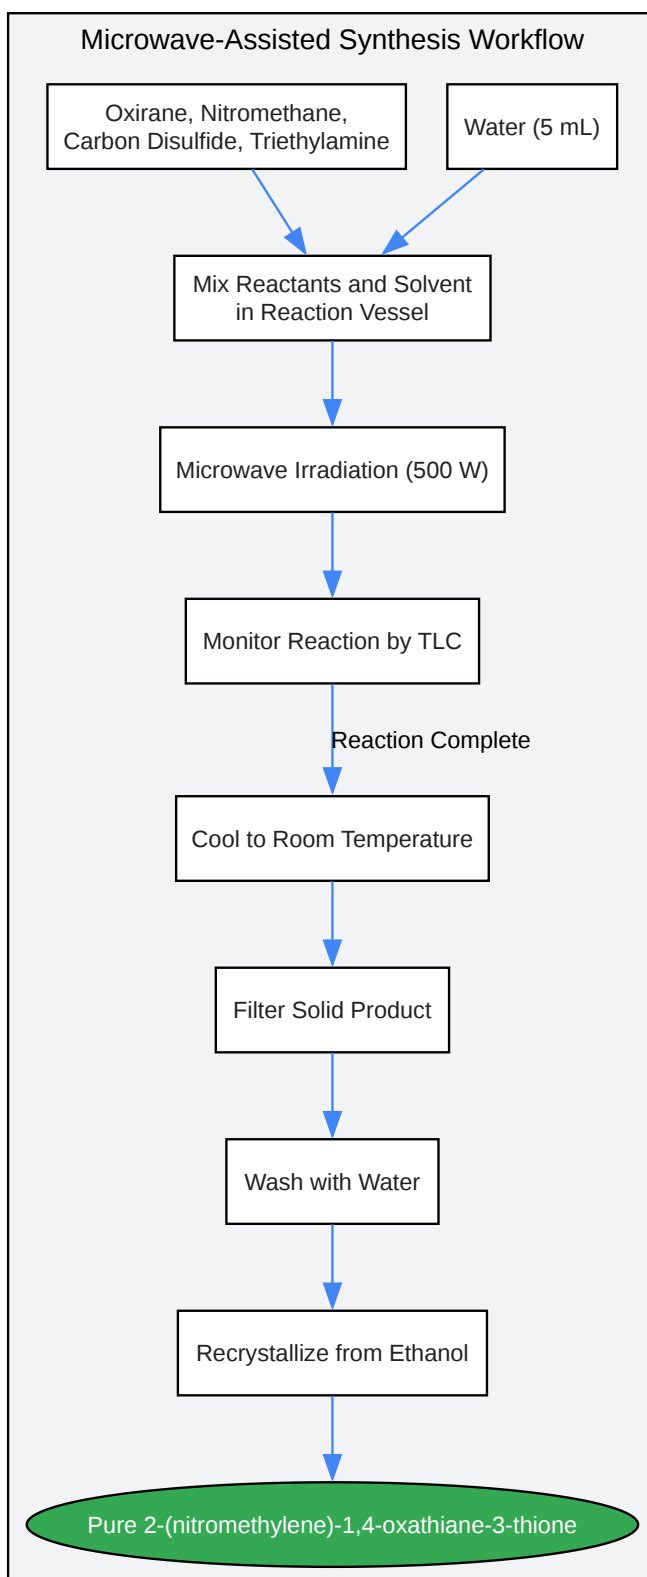 Microwave-Assisted Synthesis Workflow
Oxirane, Nitromethane,
Carbon Disulfide, Triethylamine
Water (5 mL)
Mix Reactants and Solvent
in Reaction Vessel
Microwave Irradiation (500 W)
Monitor Reaction by TLC
Reaction Complete
Cool to Room Temperature
Filter Solid Product
Wash with Water
Recrystallize from Ethanol
Pure 2-(nitromethylene)-1,4-oxathiane-3-thione